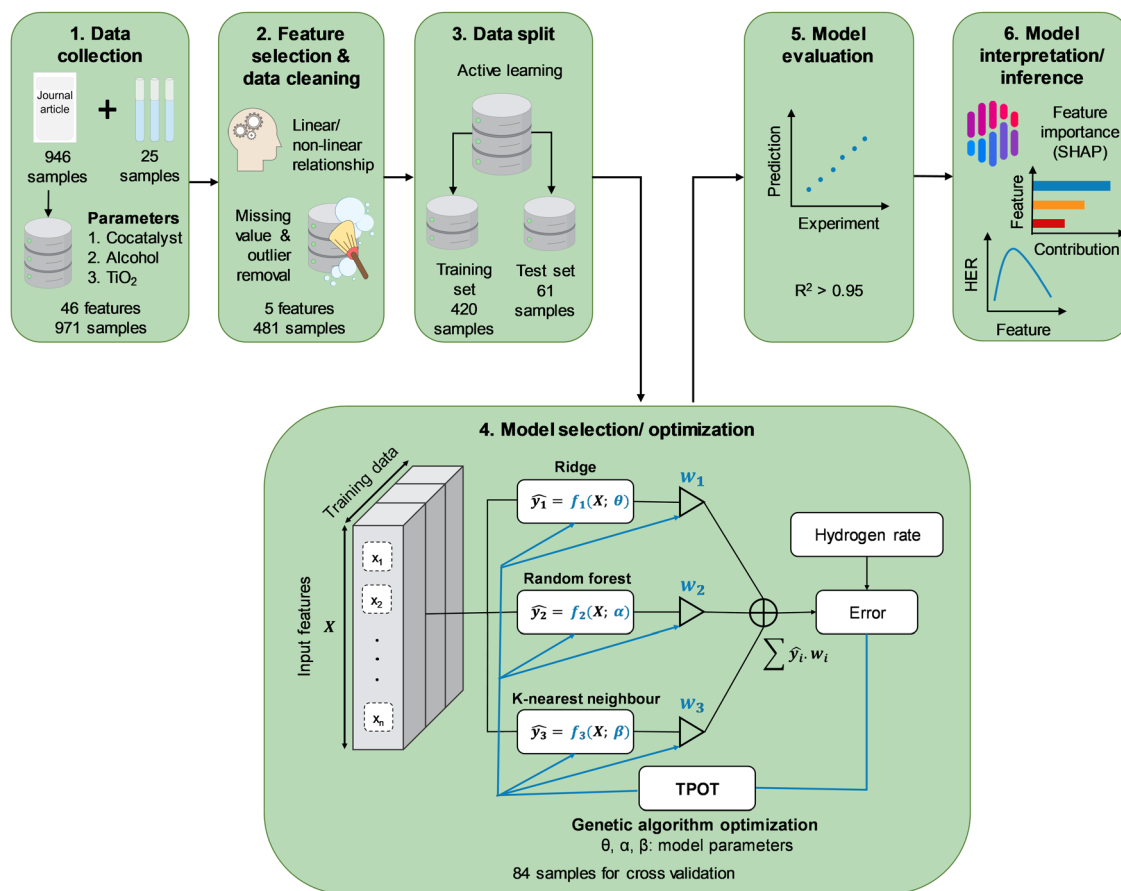 1. Data
collection
Journal
article
+
946
samples
25
samples
Parameters
1. Cocatalyst
2. Alcohol
3. TiO₂
46 features
971 samples
2. Feature
selection &
data cleaning
Linear/
non-linear
relationship
Missing
value &
outlier
removal
5 features
481 samples
3. Data split
Active learning
Training
set
420
samples
Test set
61
samples
5. Model
evaluation
Prediction
Experiment
R² > 0.95
6. Model
interpretation/
inference
Feature
importance
(SHAP)
Feature
Contribution
HER
Feature
4. Model selection/ optimization
Training data
Input features
X
x₁
x₂
xₙ
Ridge
ŷ₁ = f₁(X; θ)
w₁
Random forest
ŷ₂ = f₂(X; α)
w₂
K-nearest neighbour
ŷ₃ = f₃(X; β)
w₃
∑ ŷᵢ.wᵢ
Hydrogen rate
Error
TPOT
Genetic algorithm optimization
θ, α, β: model parameters
84 samples for cross validation